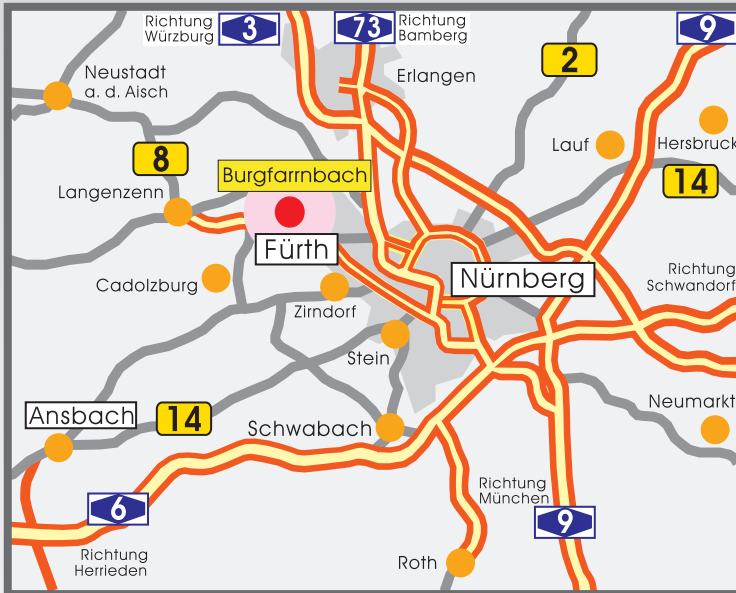 Richtung
Würzburg
3
73
Richtung
Bamberg
9
2
Erlangen
Neustadt
a. d. Aisch
8
Lauf
Hersbruck
14
Burgfarrnbach
Langenzenn
Fürth
Nürnberg
Cadolzburg
Richtung
Schwandorf
Zirndorf
Stein
Ansbach
14
Schwabach
Neumarkt
Richtung
München
6
9
Richtung
Herrieden
Roth